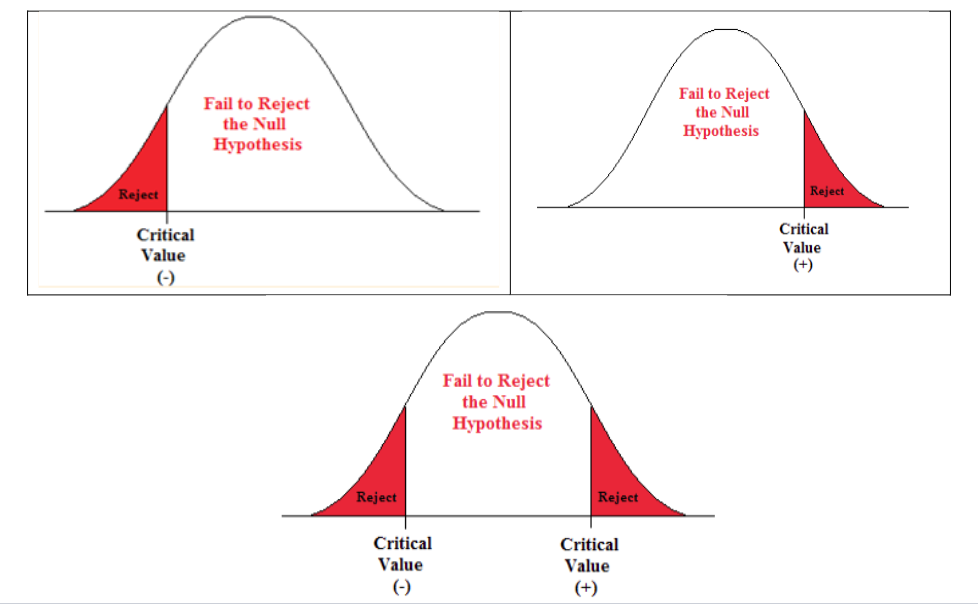 Fail to Reject
the Null
Hypothesis
Reject
Critical
Value
(-)
Fail to Reject
the Null
Hypothesis
Reject
Critical
Value
(+)
Fail to Reject
the Null
Hypothesis
Reject
Reject
Critical
Value
(-)
Critical
Value
(+)